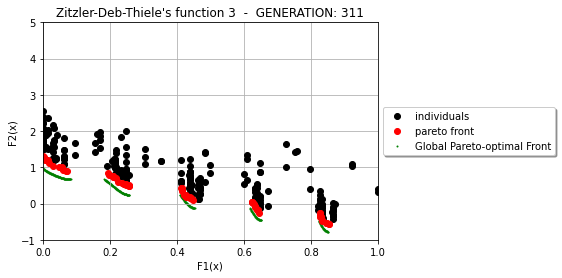 Zitzler-Deb-Thiele's function 3 - GENERATION: 311
5
4
3
2
1
0
−1
F2(x)
0.0 0.2 0.4 0.6 0.8 1.0
F1(x)
individuals
pareto front
Global Pareto-optimal Front